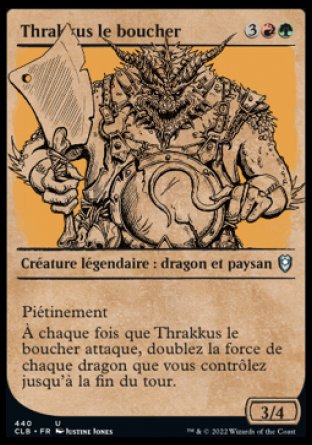 Thrakkus le boucher 3
Créature légendaire : dragon et paysan
Piétinement
À chaque fois que Thrakkus le
boucher attaque, doublez la force de
chaque dragon que vous contrôlez
jusqu'à la fin du tour.
3/4
440 U
CLB • FR Justine Jones
™ & © 2022 Wizards of the Coast